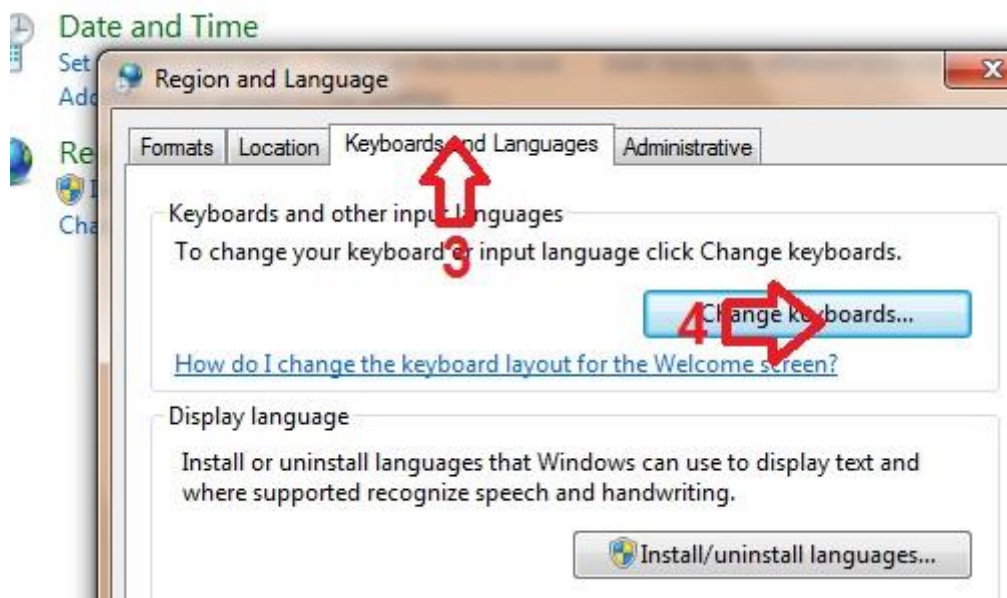 Date and Time
Set
Add
Region and Language
Re
Cha
Formats Location Keyboards and Languages Administrative
3
Keyboards and other input languages
To change your keyboard or input language click Change keyboards.
4 Change keyboards...
How do I change the keyboard layout for the Welcome screen?
Display language
Install or uninstall languages that Windows can use to display text and
where supported recognize speech and handwriting.
Install/uninstall languages...